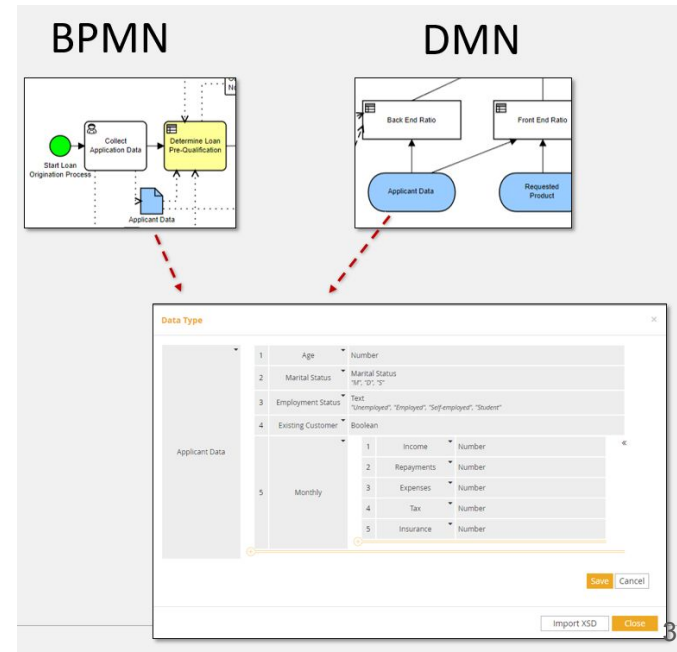 BPMN
DMN
Collect
Application Data
Determine Loan
Pre-Qualification
Start Loan
Origination Process
Applicant Data
Back End Ratio
Front End Ratio
Applicant Data
Requested
Product
Data Type
×
Applicant Data
1 Age Number
2 Marital Status Marital Status
"M", "D", "S"
3 Employment Status Text
"Unemployed", "Employed", "Self-employed", "Student"
4 Existing Customer Boolean
5 Monthly
1 Income Number
2 Repayments Number
3 Expenses Number
4 Tax Number
5 Insurance Number
Save Cancel
Import XSD Close
3